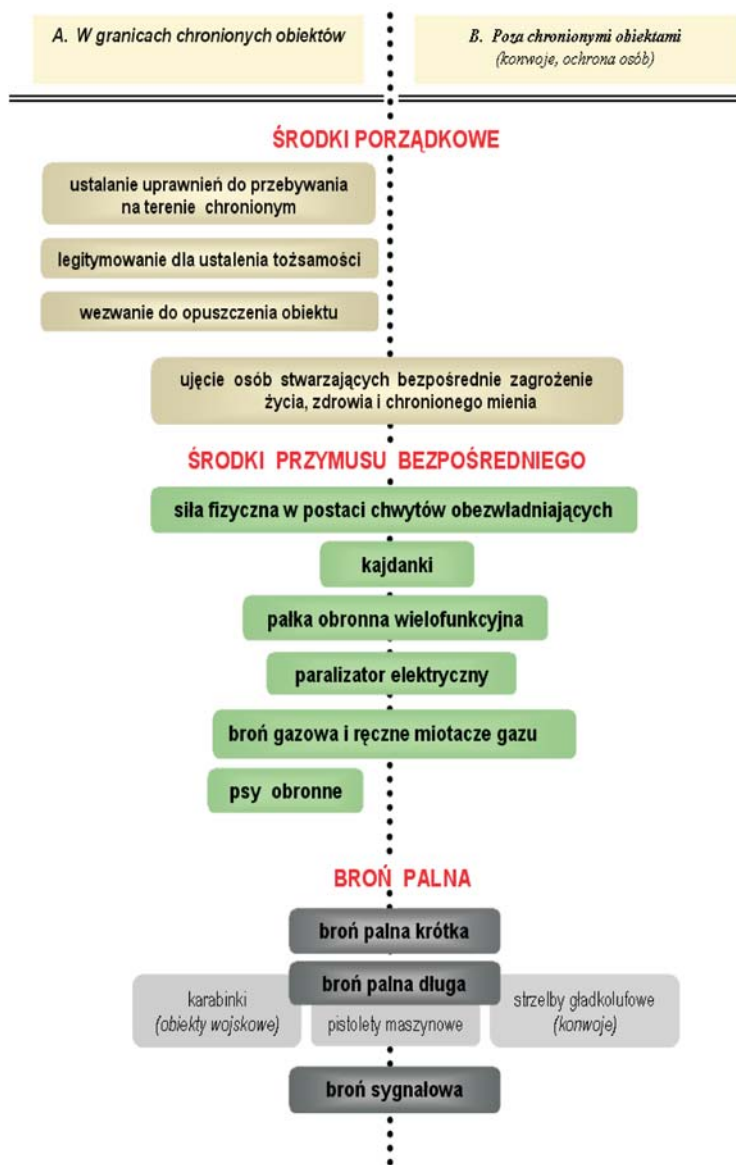 A. W granicach chronionych obiektów
B. Poza chronionymi obiektami
(konwoje, ochrona osób)
ŚRODKI PORZĄDKOWE
ustalanie uprawnień do przebywania
na terenie chronionym
legitymowanie dla ustalenia tożsamości
wezwanie do opuszczenia obiektu
ujęcie osób stwarzających bezpośrednie zagrożenie
życia, zdrowia i chronionego mienia
ŚRODKI PRZYMUSU BEZPOŚREDNIEGO
siła fizyczna w postaci chwytów obezwładniających
kajdanki
pałka obronna wielofunkcyjna
paralizator elektryczny
broń gazowa i ręczne miotacze gazu
psy obronne
BROŃ PALNA
broń palna krótka
broń palna długa
karabinki
(obiekty wojskowe)
pistolety maszynowe
strzelby gładkolufowe
(konwoje)
broń sygnałowa